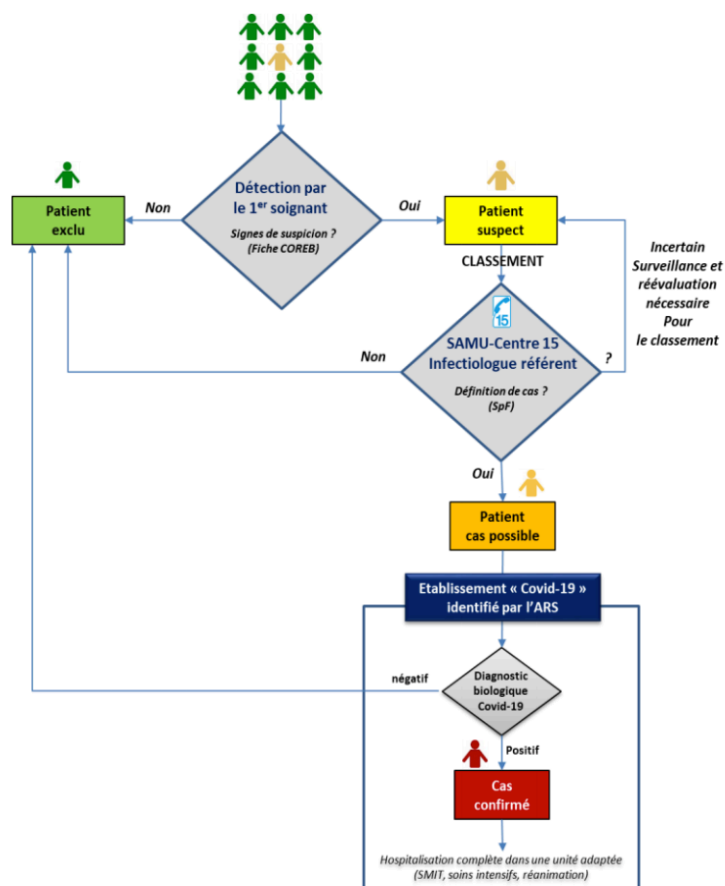 Détection par
le 1er soignant
Signes de suspicion ?
(Fiche COREB)
Non
Oui
Patient
exclu
Patient
suspect
CLASSEMENT
Incertain
Surveillance et
réévaluation
nécessaire
Pour
le classement
15
SAMU-Centre 15
Infectiologue référent
Définition de cas ?
(SpF)
Non
?
Oui
Patient
cas possible
Etablissement « Covid-19 »
identifié par l'ARS
négatif
Diagnostic
biologique
Covid-19
Positif
Cas
confirmé
Hospitalisation complète dans une unité adaptée
(SMIT, soins intensifs, réanimation)